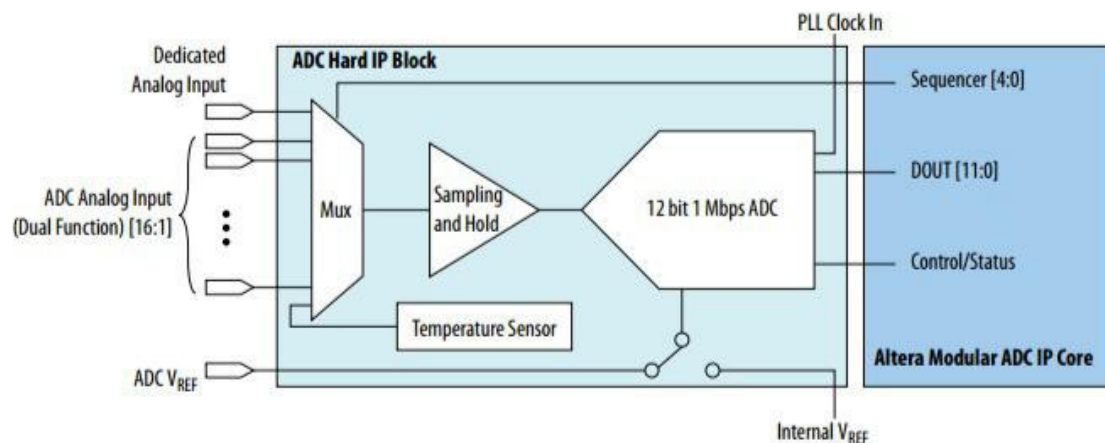 PLL Clock In
Dedicated
Analog Input
ADC Hard IP Block
Sequencer [4:0]
ADC Analog Input
(Dual Function) [16:1]
Mux
Sampling
and Hold
12 bit 1 Mbps ADC
DOUT [11:0]
Control/Status
Temperature Sensor
ADC VREF
Altera Modular ADC IP Core
Internal VREF